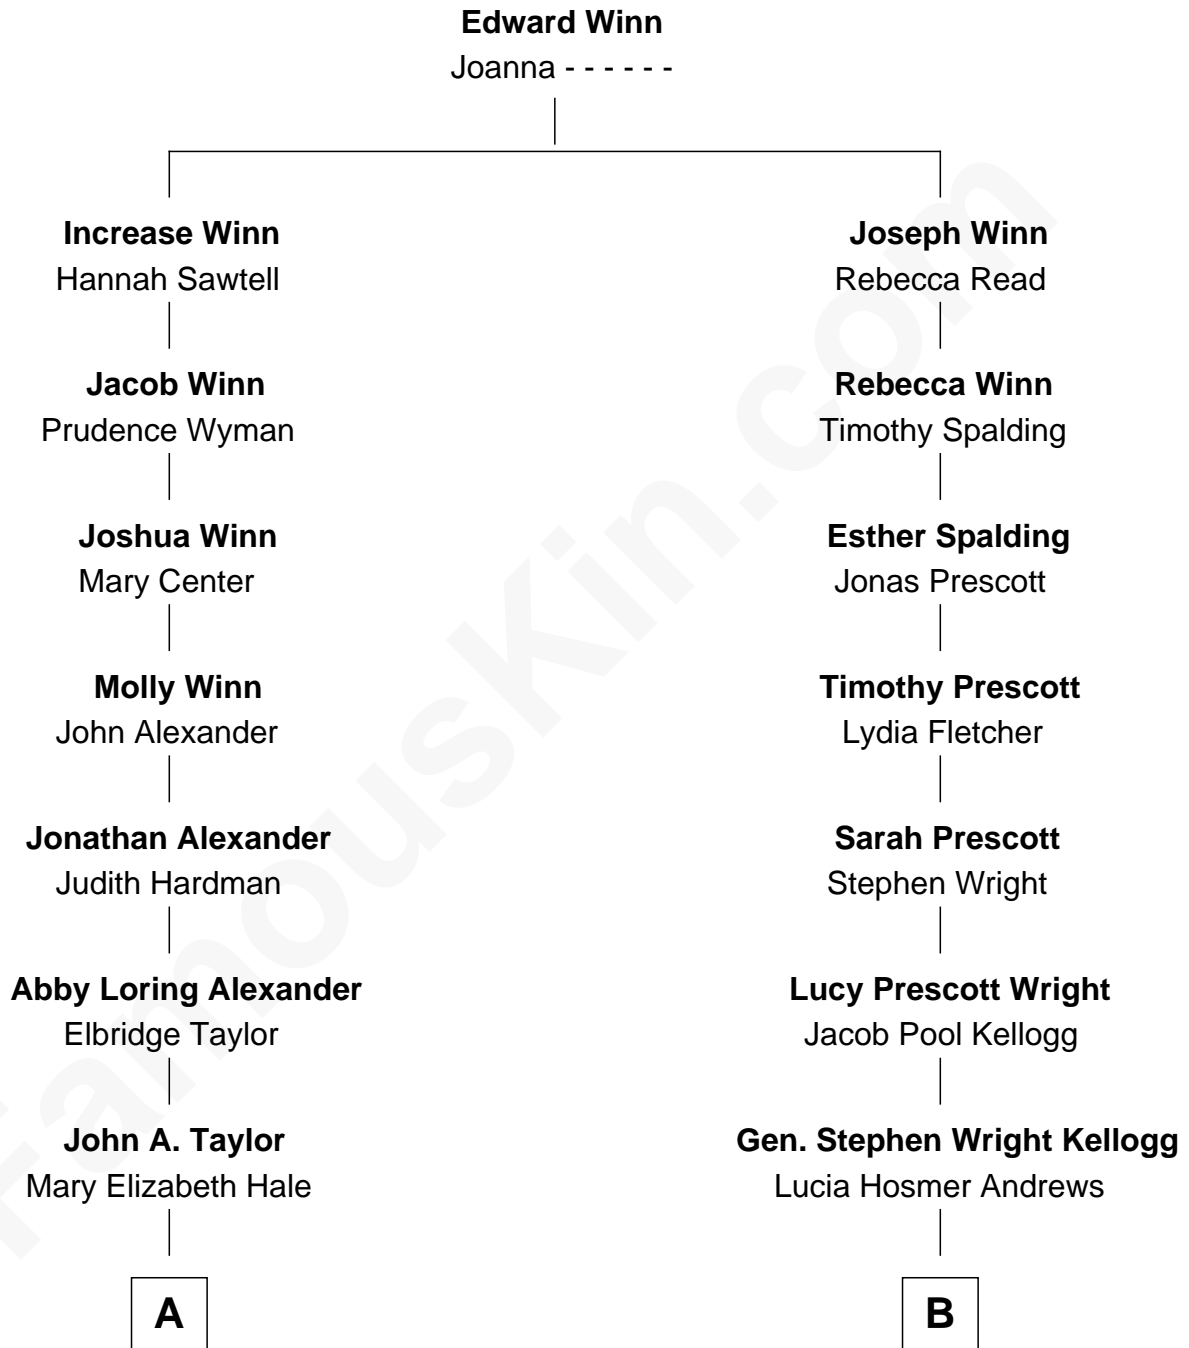 Edward Winn
Joanna - - - - - -
Increase Winn
Hannah Sawtell
Jacob Winn
Prudence Wyman
Joshua Winn
Mary Center
Molly Winn
John Alexander
Jonathan Alexander
Judith Hardman
Abby Loring Alexander
Elbridge Taylor
John A. Taylor
Mary Elizabeth Hale
A
Joseph Winn
Rebecca Read
Rebecca Winn
Timothy Spalding
Esther Spalding
Jonas Prescott
Timothy Prescott
Lydia Fletcher
Sarah Prescott
Stephen Wright
Lucy Prescott Wright
Jacob Pool Kellogg
Gen. Stephen Wright Kellogg
Lucia Hosmer Andrews
B
FamousKin.com